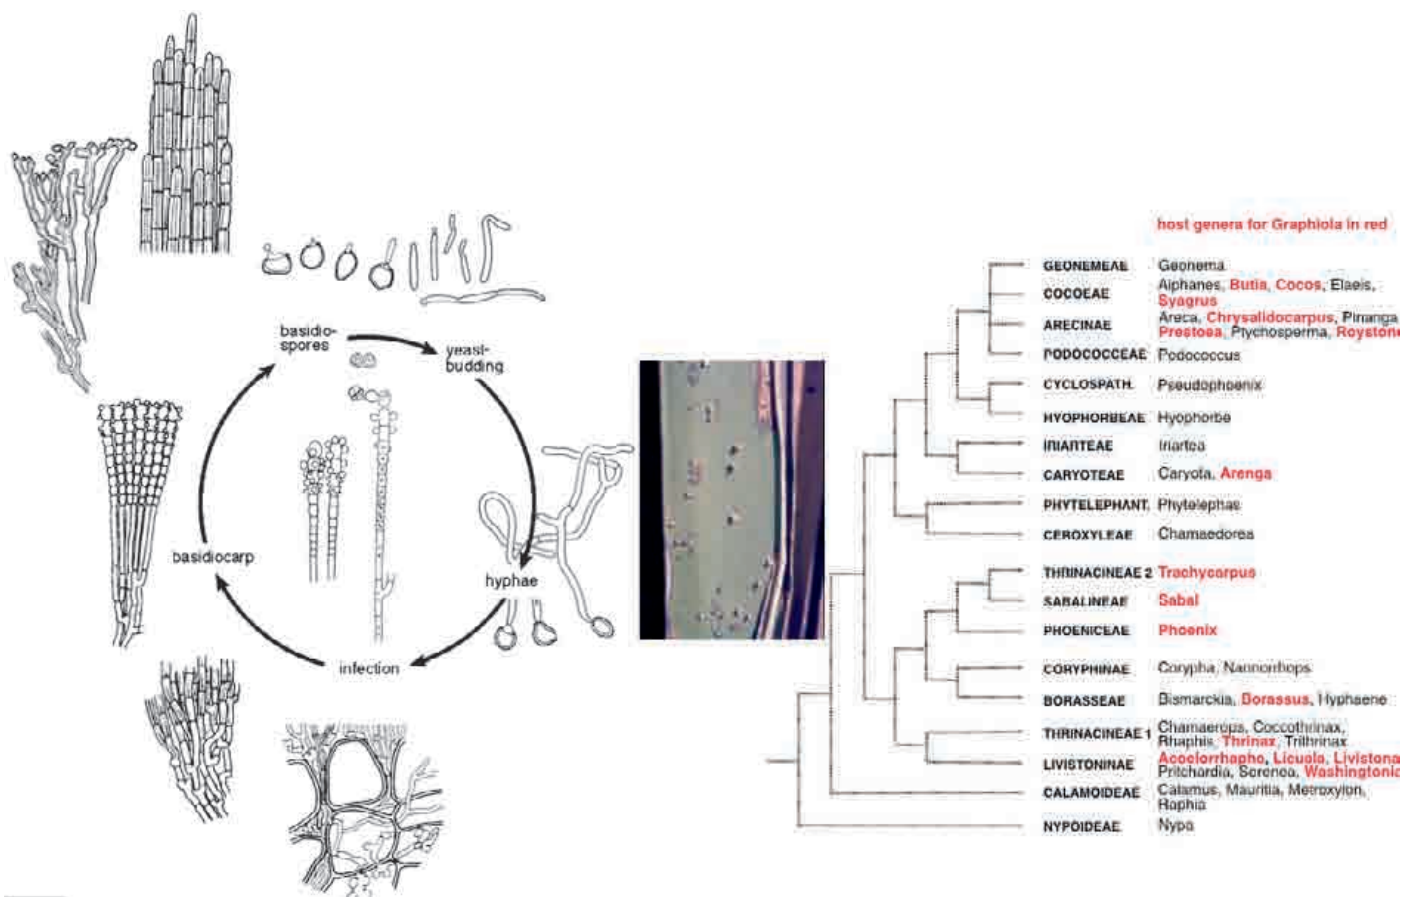 basidio-
spores
yeast-
budding
hyphae
infection
basidiocarp
host genera for Graphiola in red
GEONEMEAE Geonema
COCOEAE Aiphanes, Butia, Cocos, Elaeis,
Syagrus
ARECINAE Areca, Chrysalidocarpus, Pinanga
Prestoea, Ptychosperma, Roystone
PODOCOCCEAE Podococcus
CYCLOSPATH. Pseudophoenix
HYOPHORBEAE Hyophorbe
IRIARTEAE Iriartea
CARYOTEAE Caryota, Arenga
PHYTELEPHANT. Phytelephas
CEROXYLEAE Chamaedorea
THRINACINEAE 2 Trachycarpus
SABALINEAE Sabal
PHOENICEAE Phoenix
CORYPHINAE Corypha, Nannorrhops
BORASSEAE Bismarckia, Borassus, Hyphaene
THRINACINEAE 1 Chamaerops, Coccothrinax,
Rhaphis, Thrinax, Trithrinax
LIVISTONINAE Acoelorrhaphe, Licuala, Livistona
Pritchardia, Serenoa, Washingtonia
CALAMOIDEAE Calamus, Mauritia, Metroxylon,
Raphia
NYPOIDEAE Nypa